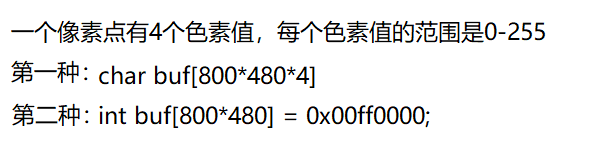 一个像素点有4个色素值，每个色素值的范围是0-255
第一种：char buf[800*480*4]
第二种：int buf[800*480] = 0x00ff0000;